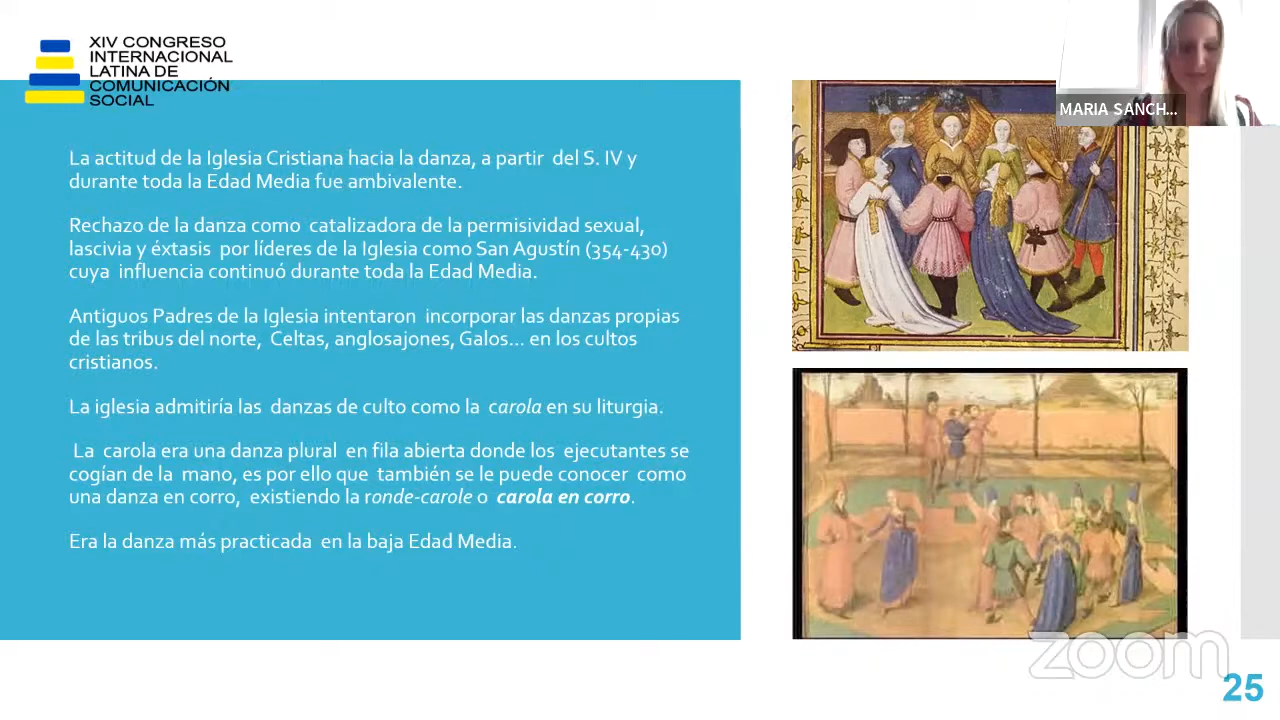 XIV CONGRESO
INTERNACIONAL
LATINA DE
COMUNICACIÓN
SOCIAL
MARIA SANCH...
La actitud de la Iglesia Cristiana hacia la danza, a partir del S. IV y
durante toda la Edad Media fue ambivalente.
Rechazo de la danza como catalizadora de la permisividad sexual,
lascivia y éxtasis por líderes de la Iglesia como San Agustín (354-430)
cuya influencia continuó durante toda la Edad Media.
Antiguos Padres de la Iglesia intentaron incorporar las danzas propias
de las tribus del norte, Celtas, anglosajones, Galos... en los cultos
cristianos.
La iglesia admitiría las danzas de culto como la carola en su liturgia.
La carola era una danza plural en fila abierta donde los ejecutantes se
cogían de la mano, es por ello que también se le puede conocer como
una danza en corro, existiendo la ronde-carole o carola en corro.
Era la danza más practicada en la baja Edad Media.
zoom
25